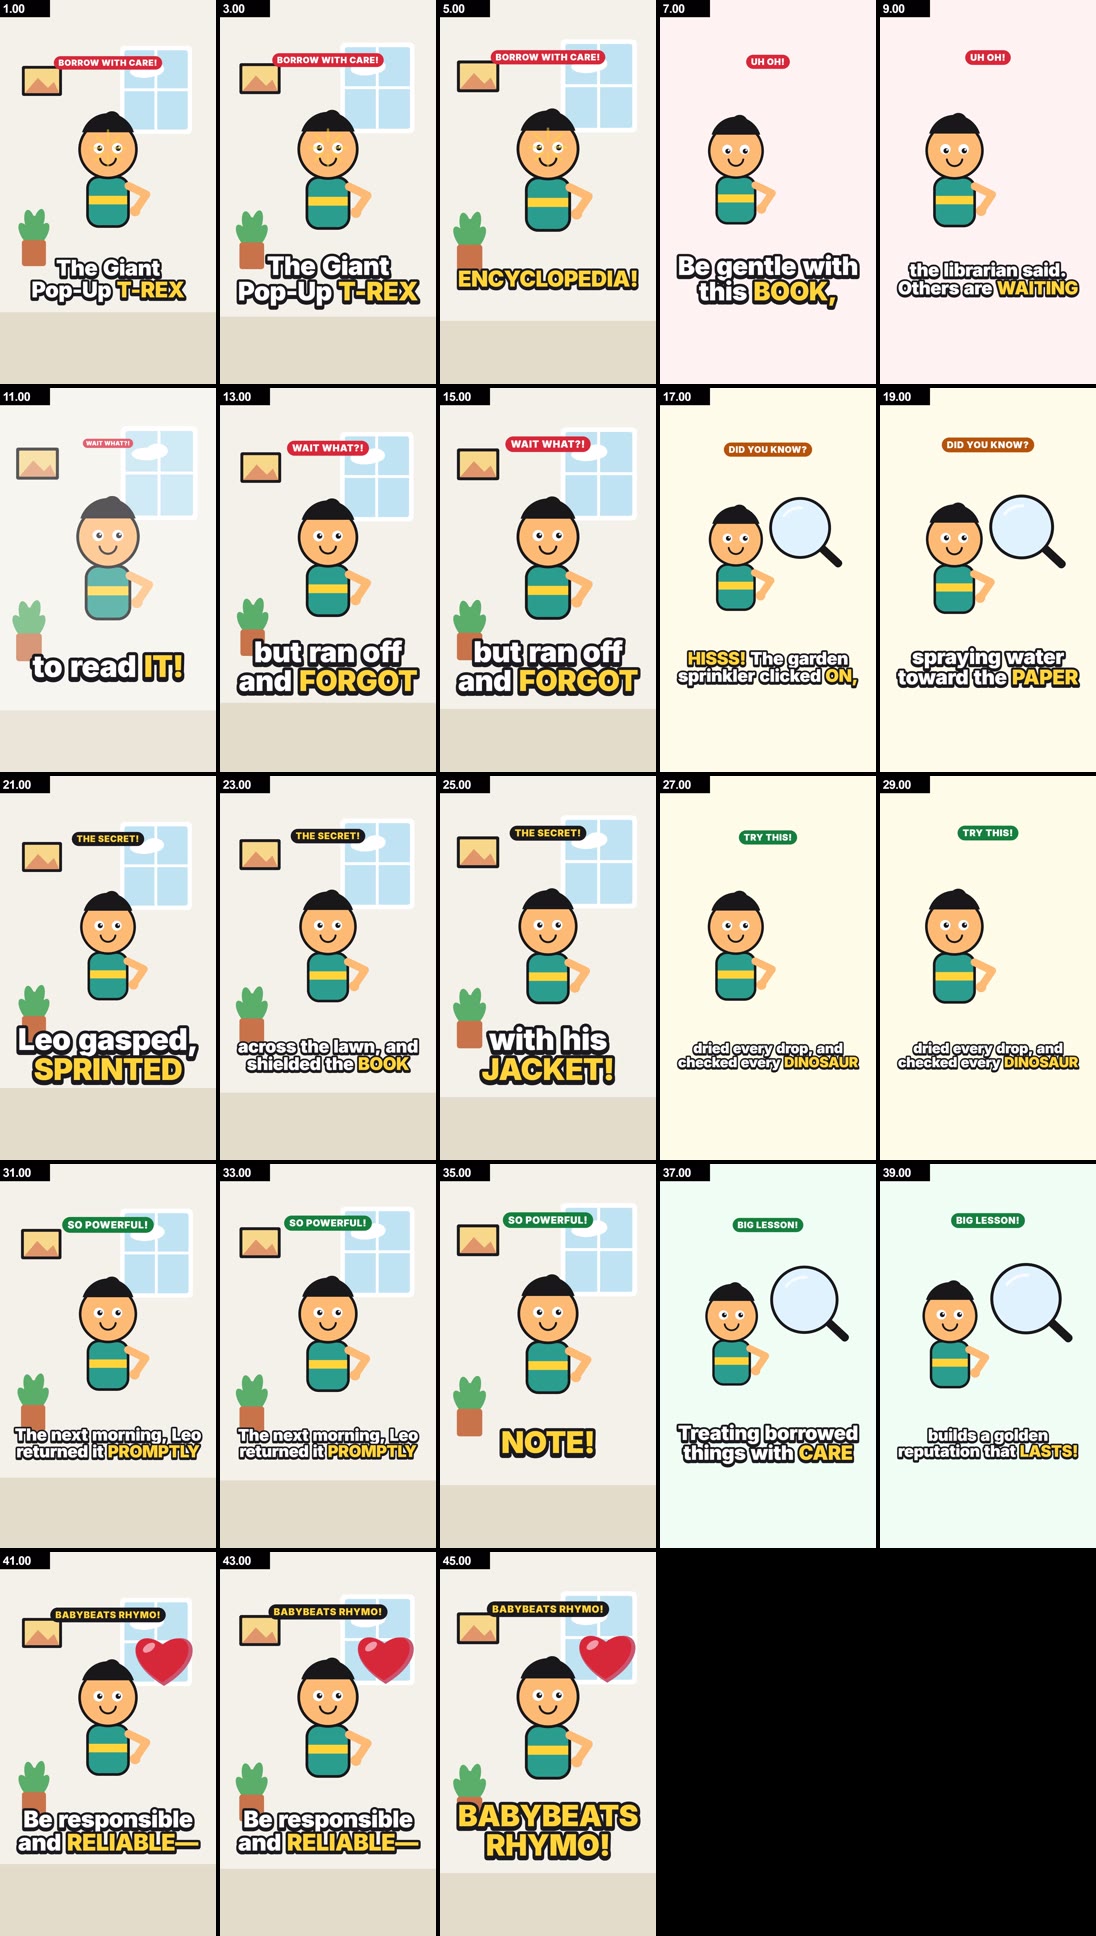 1.00
BORROW WITH CARE!
The Giant
Pop-Up T-REX
3.00
BORROW WITH CARE!
The Giant
Pop-Up T-REX
5.00
BORROW WITH CARE!
ENCYCLOPEDIA!
7.00
UH OH!
Be gentle with
this BOOK,
9.00
UH OH!
the librarian said.
Others are WAITING
11.00
WAIT WHAT?!
to read IT!
13.00
WAIT WHAT?!
but ran off
and FORGOT
15.00
WAIT WHAT?!
but ran off
and FORGOT
17.00
DID YOU KNOW?
HISSS! The garden
sprinkler clicked ON,
19.00
DID YOU KNOW?
spraying water
toward the PAPER
21.00
THE SECRET!
Leo gasped,
SPRINTED
23.00
THE SECRET!
across the lawn, and
shielded the BOOK
25.00
THE SECRET!
with his
JACKET!
27.00
TRY THIS!
dried every drop, and
checked every DINOSAUR
29.00
TRY THIS!
dried every drop, and
checked every DINOSAUR
31.00
SO POWERFUL!
The next morning, Leo
returned it PROMPTLY
33.00
SO POWERFUL!
The next morning, Leo
returned it PROMPTLY
35.00
SO POWERFUL!
NOTE!
37.00
BIG LESSON!
Treating borrowed
things with CARE
39.00
BIG LESSON!
builds a golden
reputation that LASTS!
41.00
BABYBEATS RHYMO!
Be responsible
and RELIABLE—
43.00
BABYBEATS RHYMO!
Be responsible
and RELIABLE—
45.00
BABYBEATS RHYMO!
BABYBEATS
RHYMO!